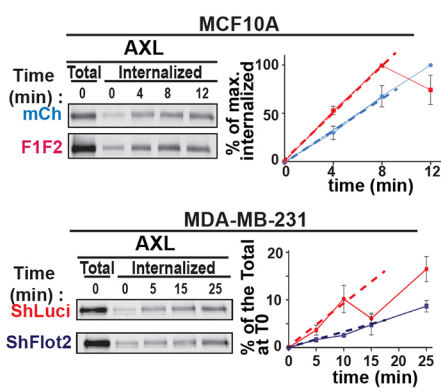 MCF10A
AXL
Time Total Internalized
(min) : 0 0 4 8 12
mCh
F1F2
% of max.
internalized
100
50
0
0 4 8 12
time (min)
MDA-MB-231
AXL
Time Total Internalized
(min) : 0 0 5 15 25
ShLuci
ShFlot2
% of the Total
at T0
20
10
0
0 5 10 15 25
time (min)